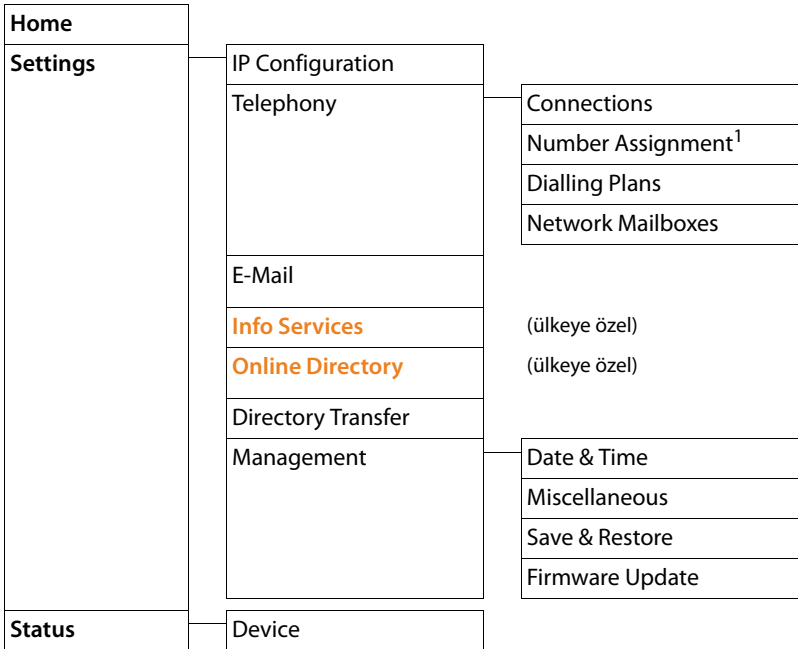 Home
Settings
IP Configuration
Telephony
Connections
Number Assignment¹
Dialling Plans
Network Mailboxes
E-Mail
Info Services (ülkeye özel)
Online Directory (ülkeye özel)
Directory Transfer
Management
Date & Time
Miscellaneous
Save & Restore
Firmware Update
Status
Device